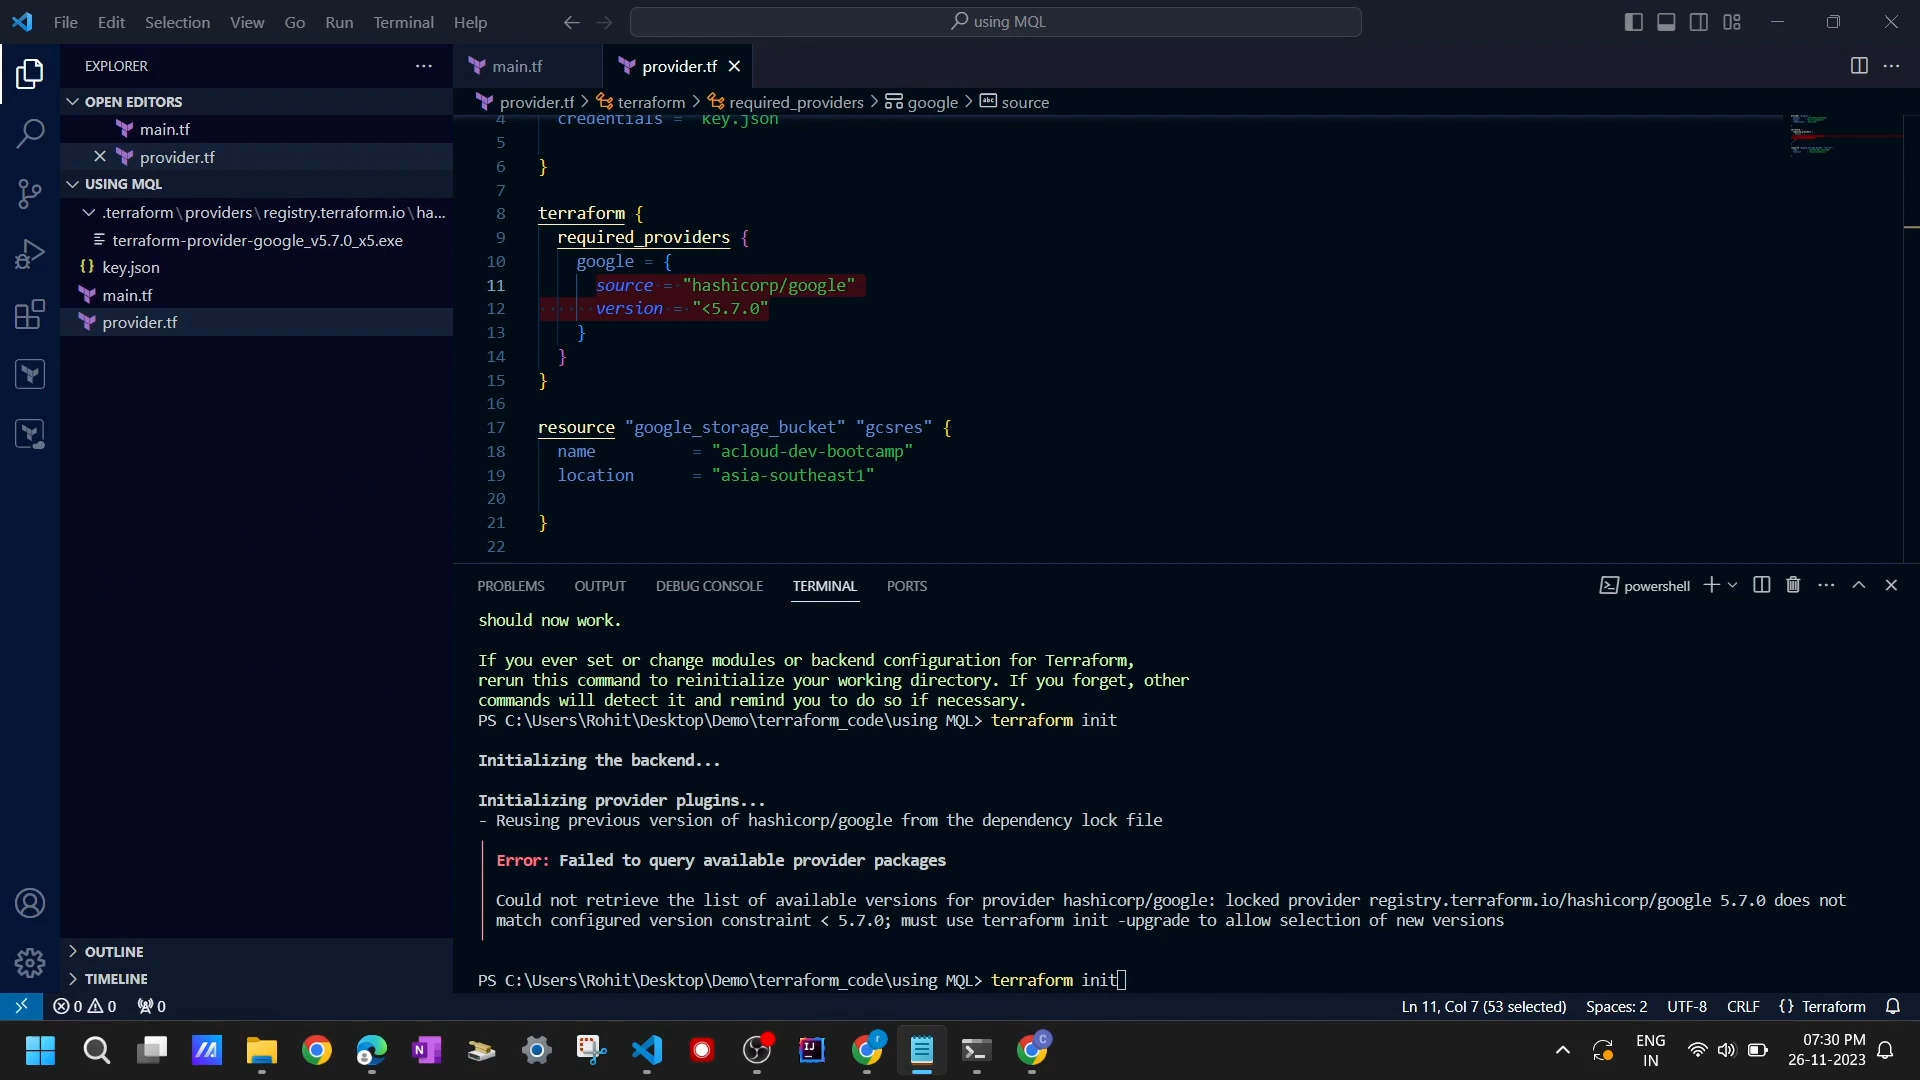 File Edit Selection View Go Run Terminal Help
using MQL
EXPLORER
OPEN EDITORS
main.tf
provider.tf
USING MQL
.terraform\providers\registry.terraform.io\ha...
terraform-provider-google_v5.7.0_x5.exe
key.json
main.tf
provider.tf
OUTLINE
TIMELINE
main.tf
provider.tf
provider.tf > terraform > required_providers > google > source
4 credentials = "key.json
5
6 }
7
8 terraform {
9 required_providers {
10 google = {
11 source = "hashicorp/google"
12 version = "<5.7.0"
13 }
14 }
15 }
16
17 resource "google_storage_bucket" "gcsres" {
18 name = "acloud-dev-bootcamp"
19 location = "asia-southeast1"
20
21 }
22
PROBLEMS OUTPUT DEBUG CONSOLE TERMINAL PORTS
powershell
should now work.
If you ever set or change modules or backend configuration for Terraform,
rerun this command to reinitialize your working directory. If you forget, other
commands will detect it and remind you to do so if necessary.
PS C:\Users\Rohit\Desktop\Demo\terraform_code\using MQL> terraform init
Initializing the backend...
Initializing provider plugins...
- Reusing previous version of hashicorp/google from the dependency lock file
Error: Failed to query available provider packages
Could not retrieve the list of available versions for provider hashicorp/google: locked provider registry.terraform.io/hashicorp/google 5.7.0 does not
match configured version constraint < 5.7.0; must use terraform init -upgrade to allow selection of new versions
PS C:\Users\Rohit\Desktop\Demo\terraform_code\using MQL> terraform init
0 0 0
Ln 11, Col 7 (53 selected) Spaces: 2 UTF-8 CRLF {} Terraform
ENG
IN
07:30 PM
26-11-2023